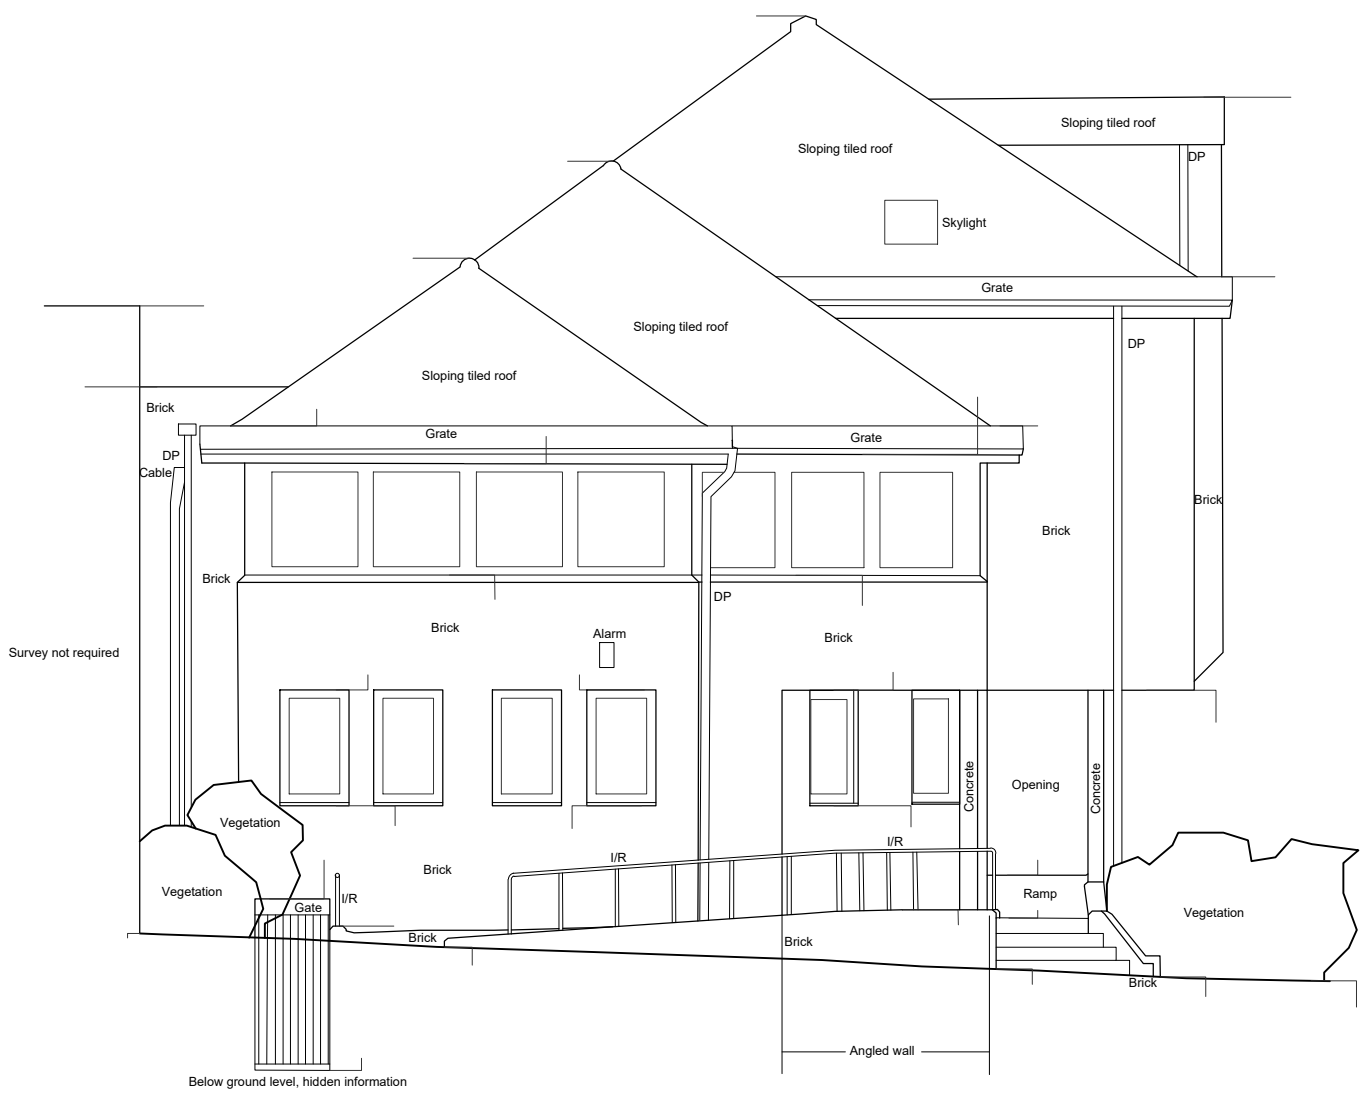 Sloping tiled roof
Sloping tiled roof
DP
Skylight
Grate
Sloping tiled roof
DP
Sloping tiled roof
Brick
Grate
Grate
DP
Cable
Brick
Brick
Brick
DP
Brick
Alarm
Brick
Survey not required
Concrete
Opening
Concrete
Vegetation
I/R
I/R
Brick
Vegetation
I/R
Ramp
Gate
Vegetation
Brick
Brick
Brick
Angled wall
Below ground level, hidden information